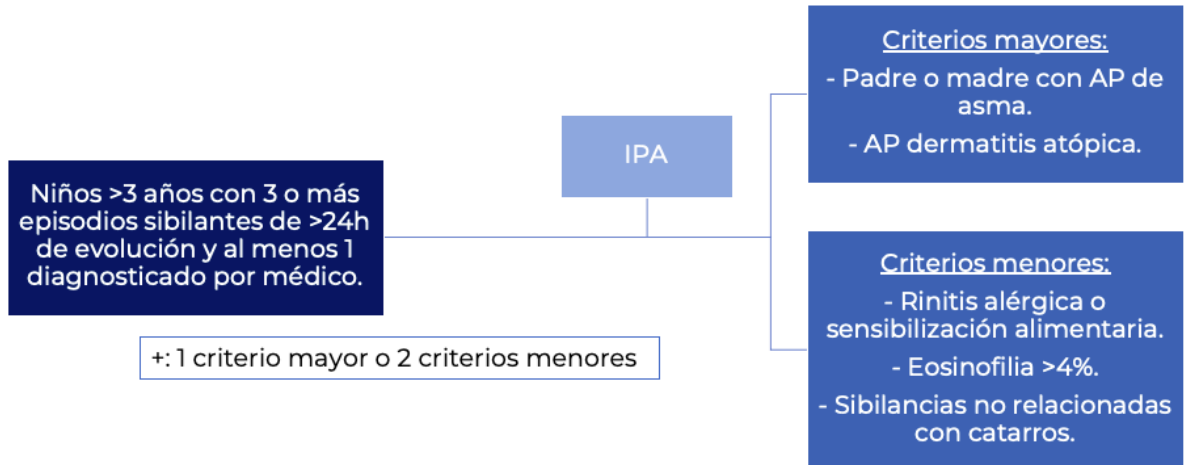 Niños >3 años con 3 o más
episodios sibilantes de >24h
de evolución y al menos 1
diagnosticado por médico.
IPA
+: 1 criterio mayor o 2 criterios menores
Criterios mayores:
- Padre o madre con AP de
asma.
- AP dermatitis atópica.
Criterios menores:
- Rinitis alérgica o
sensibilización alimentaria.
- Eosinofilia >4%.
- Sibilancias no relacionadas
con catarros.